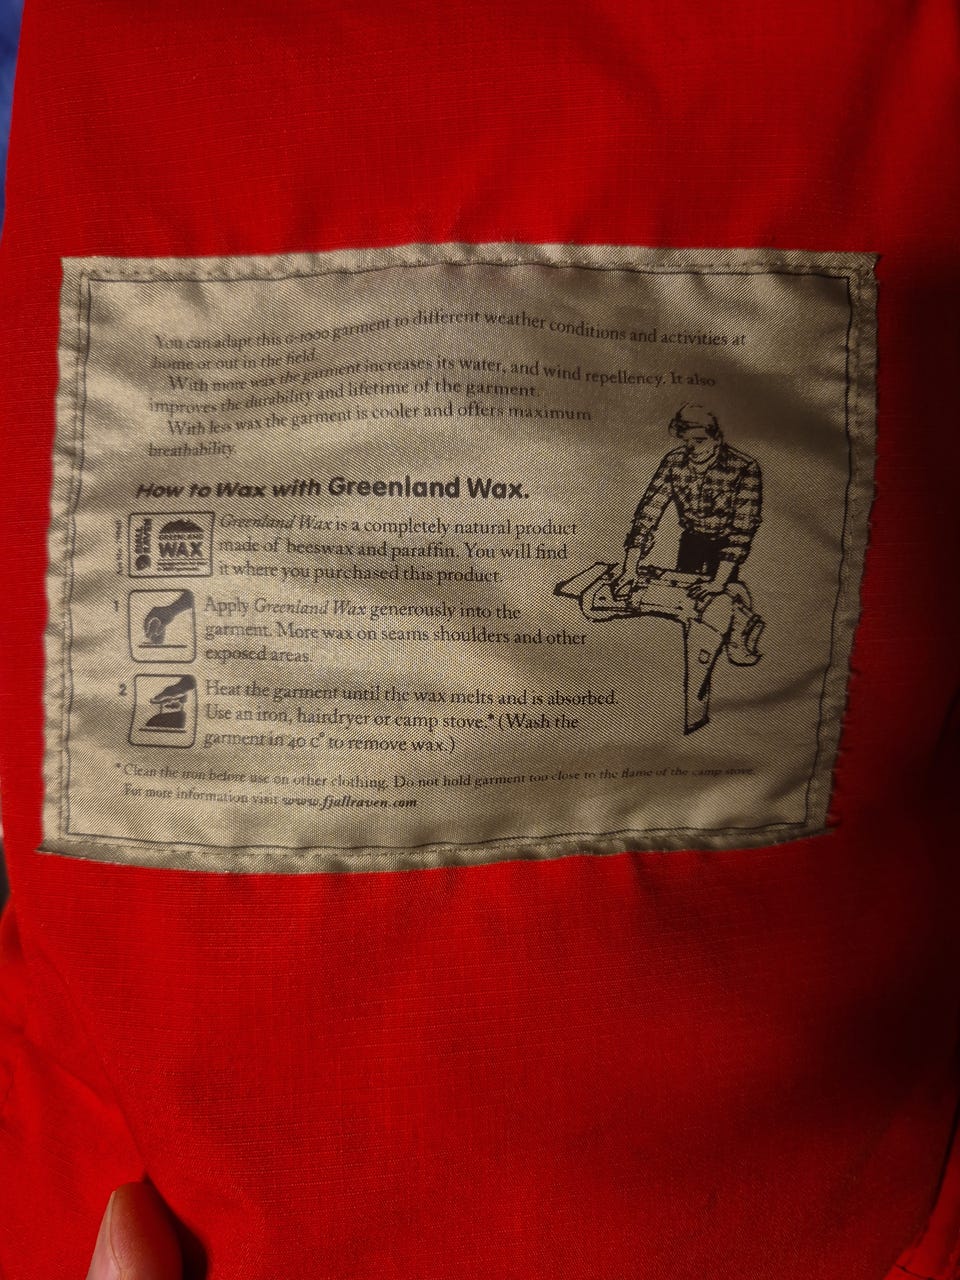 You can adapt this G-1000 garment to different weather conditions and activities at
home or out in the field.
With more wax the garment increases its water, and wind repellency. It also
improves the durability and lifetime of the garment.
With less wax the garment is cooler and offers maximum
breathability.
How to Wax with Greenland Wax.
GREENLAND
WAX
Greenland Wax is a completely natural product
made of beeswax and paraffin. You will find
it where you purchased this product.
1
Apply Greenland Wax generously into the
garment. More wax on seams shoulders and other
exposed areas.
2
Heat the garment until the wax melts and is absorbed.
Use an iron, hairdryer or camp stove.* (Wash the
garment in 40 c° to remove wax.)
*Clean the iron before use on other clothing. Do not hold garment too close to the flame of the camp stove.
For more information visit www.fjallraven.com